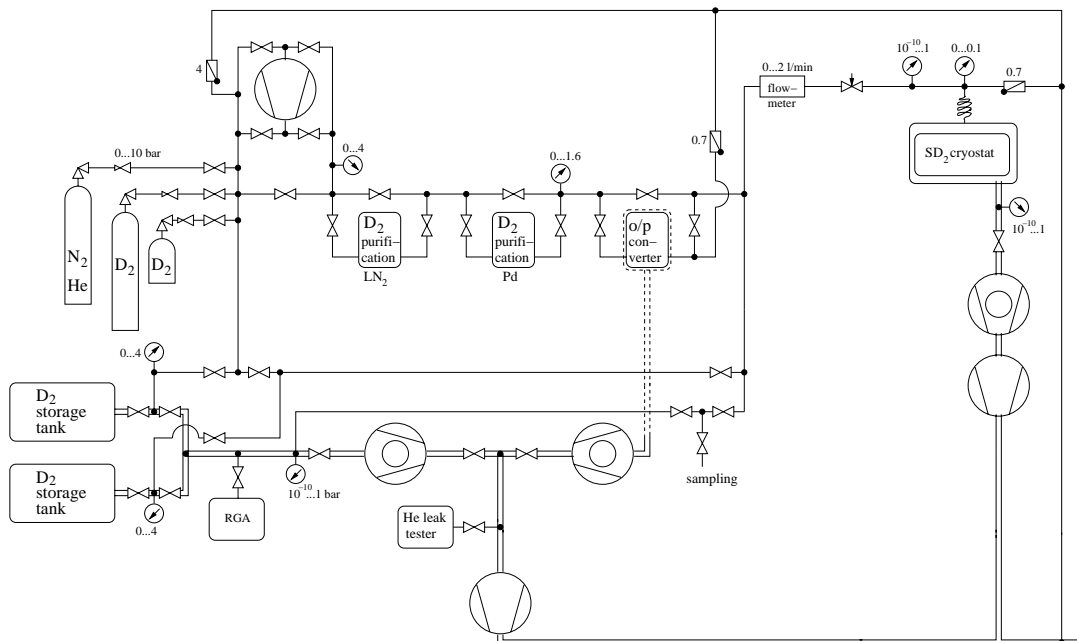 4
0...10 bar
N2
He
D2
D2
0...4
D2
purifi−
cation
LN2
D2
purifi−
cation
Pd
0...1.6
o/p
con−
verter
0.7
0...2 l/min
flow−
meter
10−10...1
0...0.1
0.7
SD2 cryostat
10−10...1
0...4
D2
storage
tank
D2
storage
tank
0...4
RGA
10−10...1 bar
He leak
tester
sampling